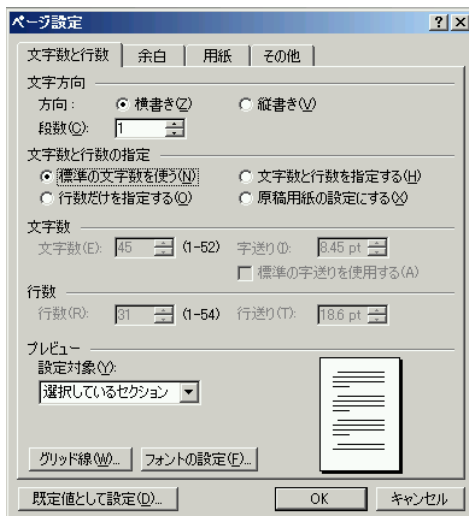 ページ設定
文字数と行数 余白 用紙 その他
文字方向
方向: 横書き(Z) 縦書き(V)
段数(C): 1
文字数と行数の指定
標準の文字数を使う(N) 文字数と行数を指定する(H)
行数だけを指定する(O) 原稿用紙の設定にする(X)
文字数
文字数(E): 45 (1-52) 字送り(I): 8.45 pt
標準の字送りを使用する(A)
行数
行数(R): 31 (1-54) 行送り(T): 18.6 pt
プレビュー
設定対象(Y):
選択しているセクション
グリッド線(W)... フォントの設定(F)...
既定値として設定(D)... OK キャンセル